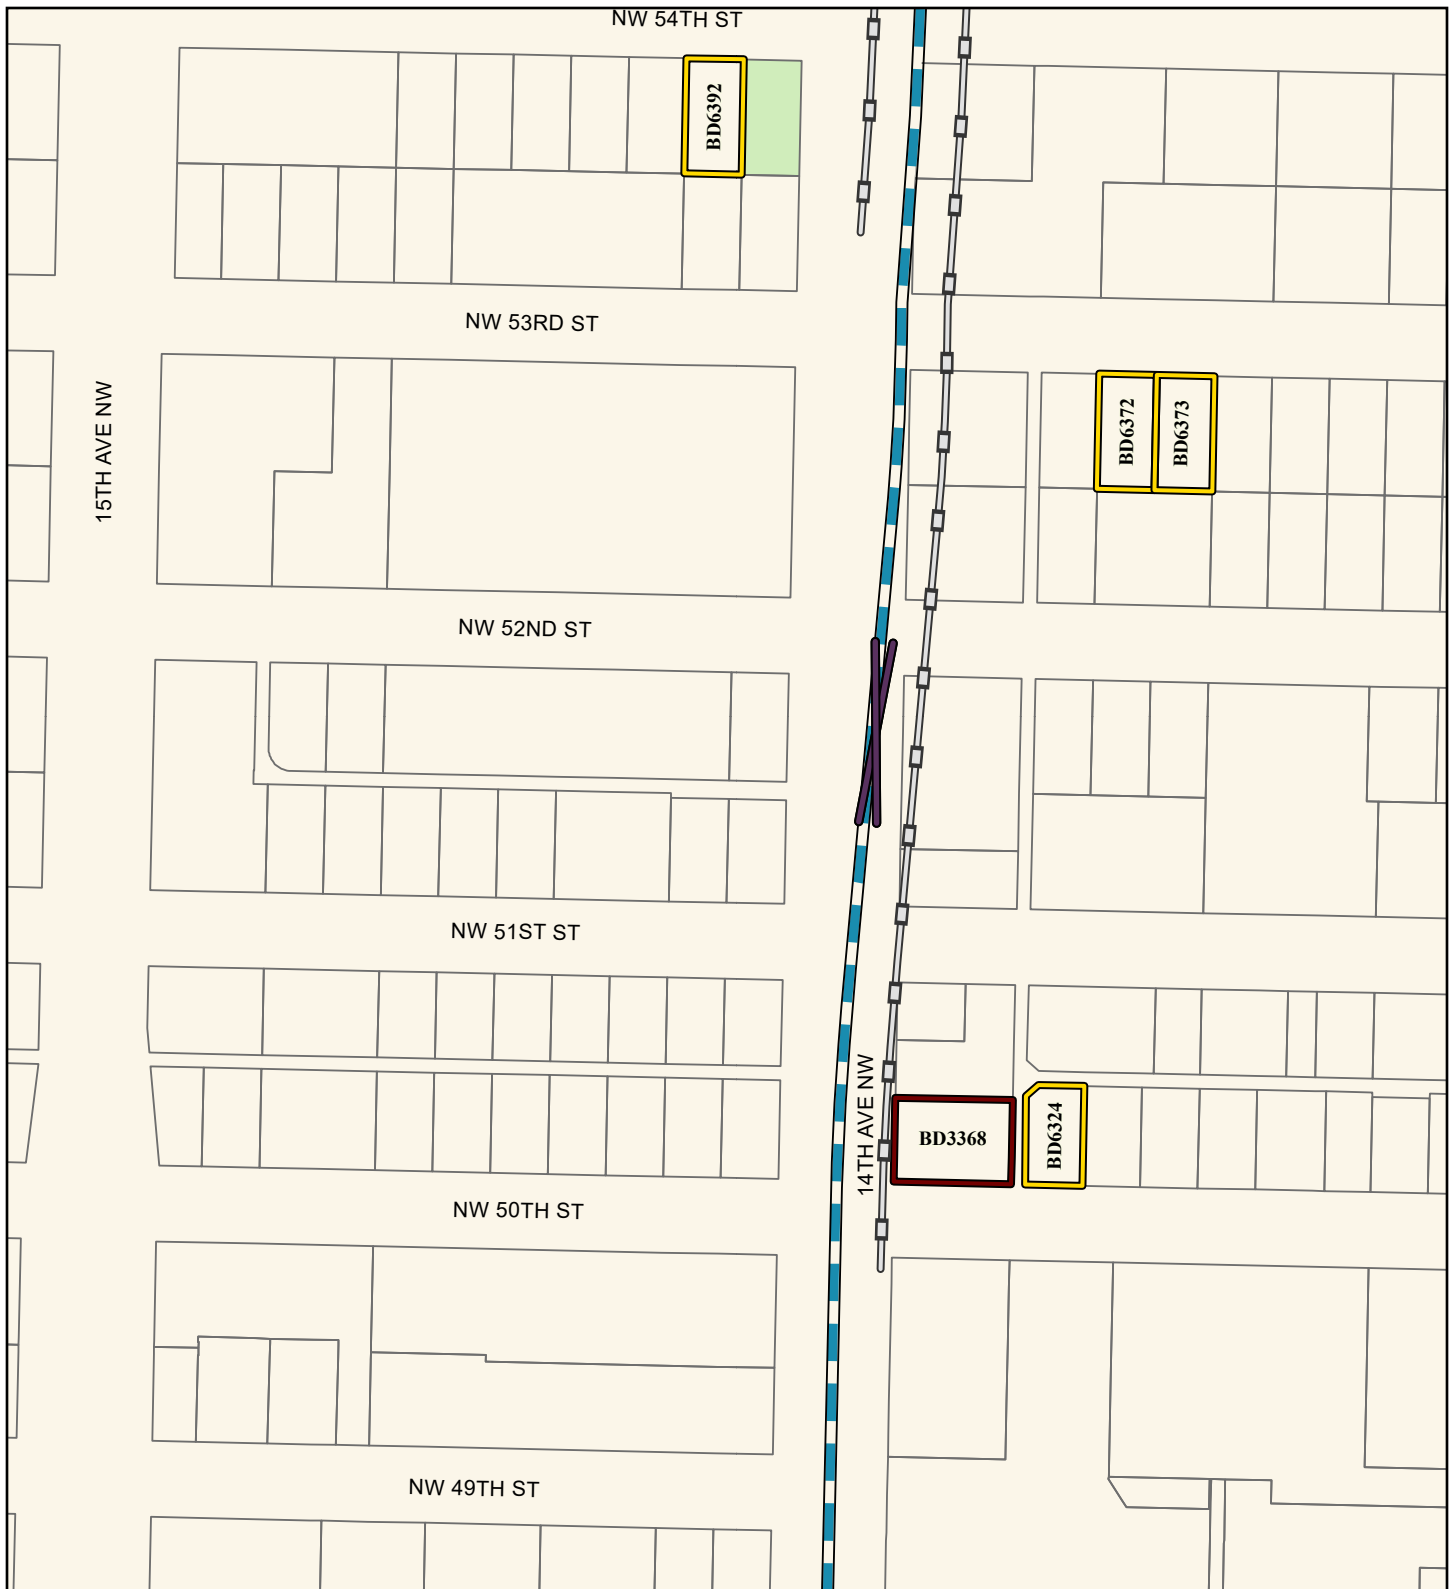 NW 54TH ST
BD6392
NW 53RD ST
15TH AVE NW
BD6372
BD6373
NW 52ND ST
NW 51ST ST
14TH AVE NW
BD3368
BD6324
NW 50TH ST
NW 49TH ST